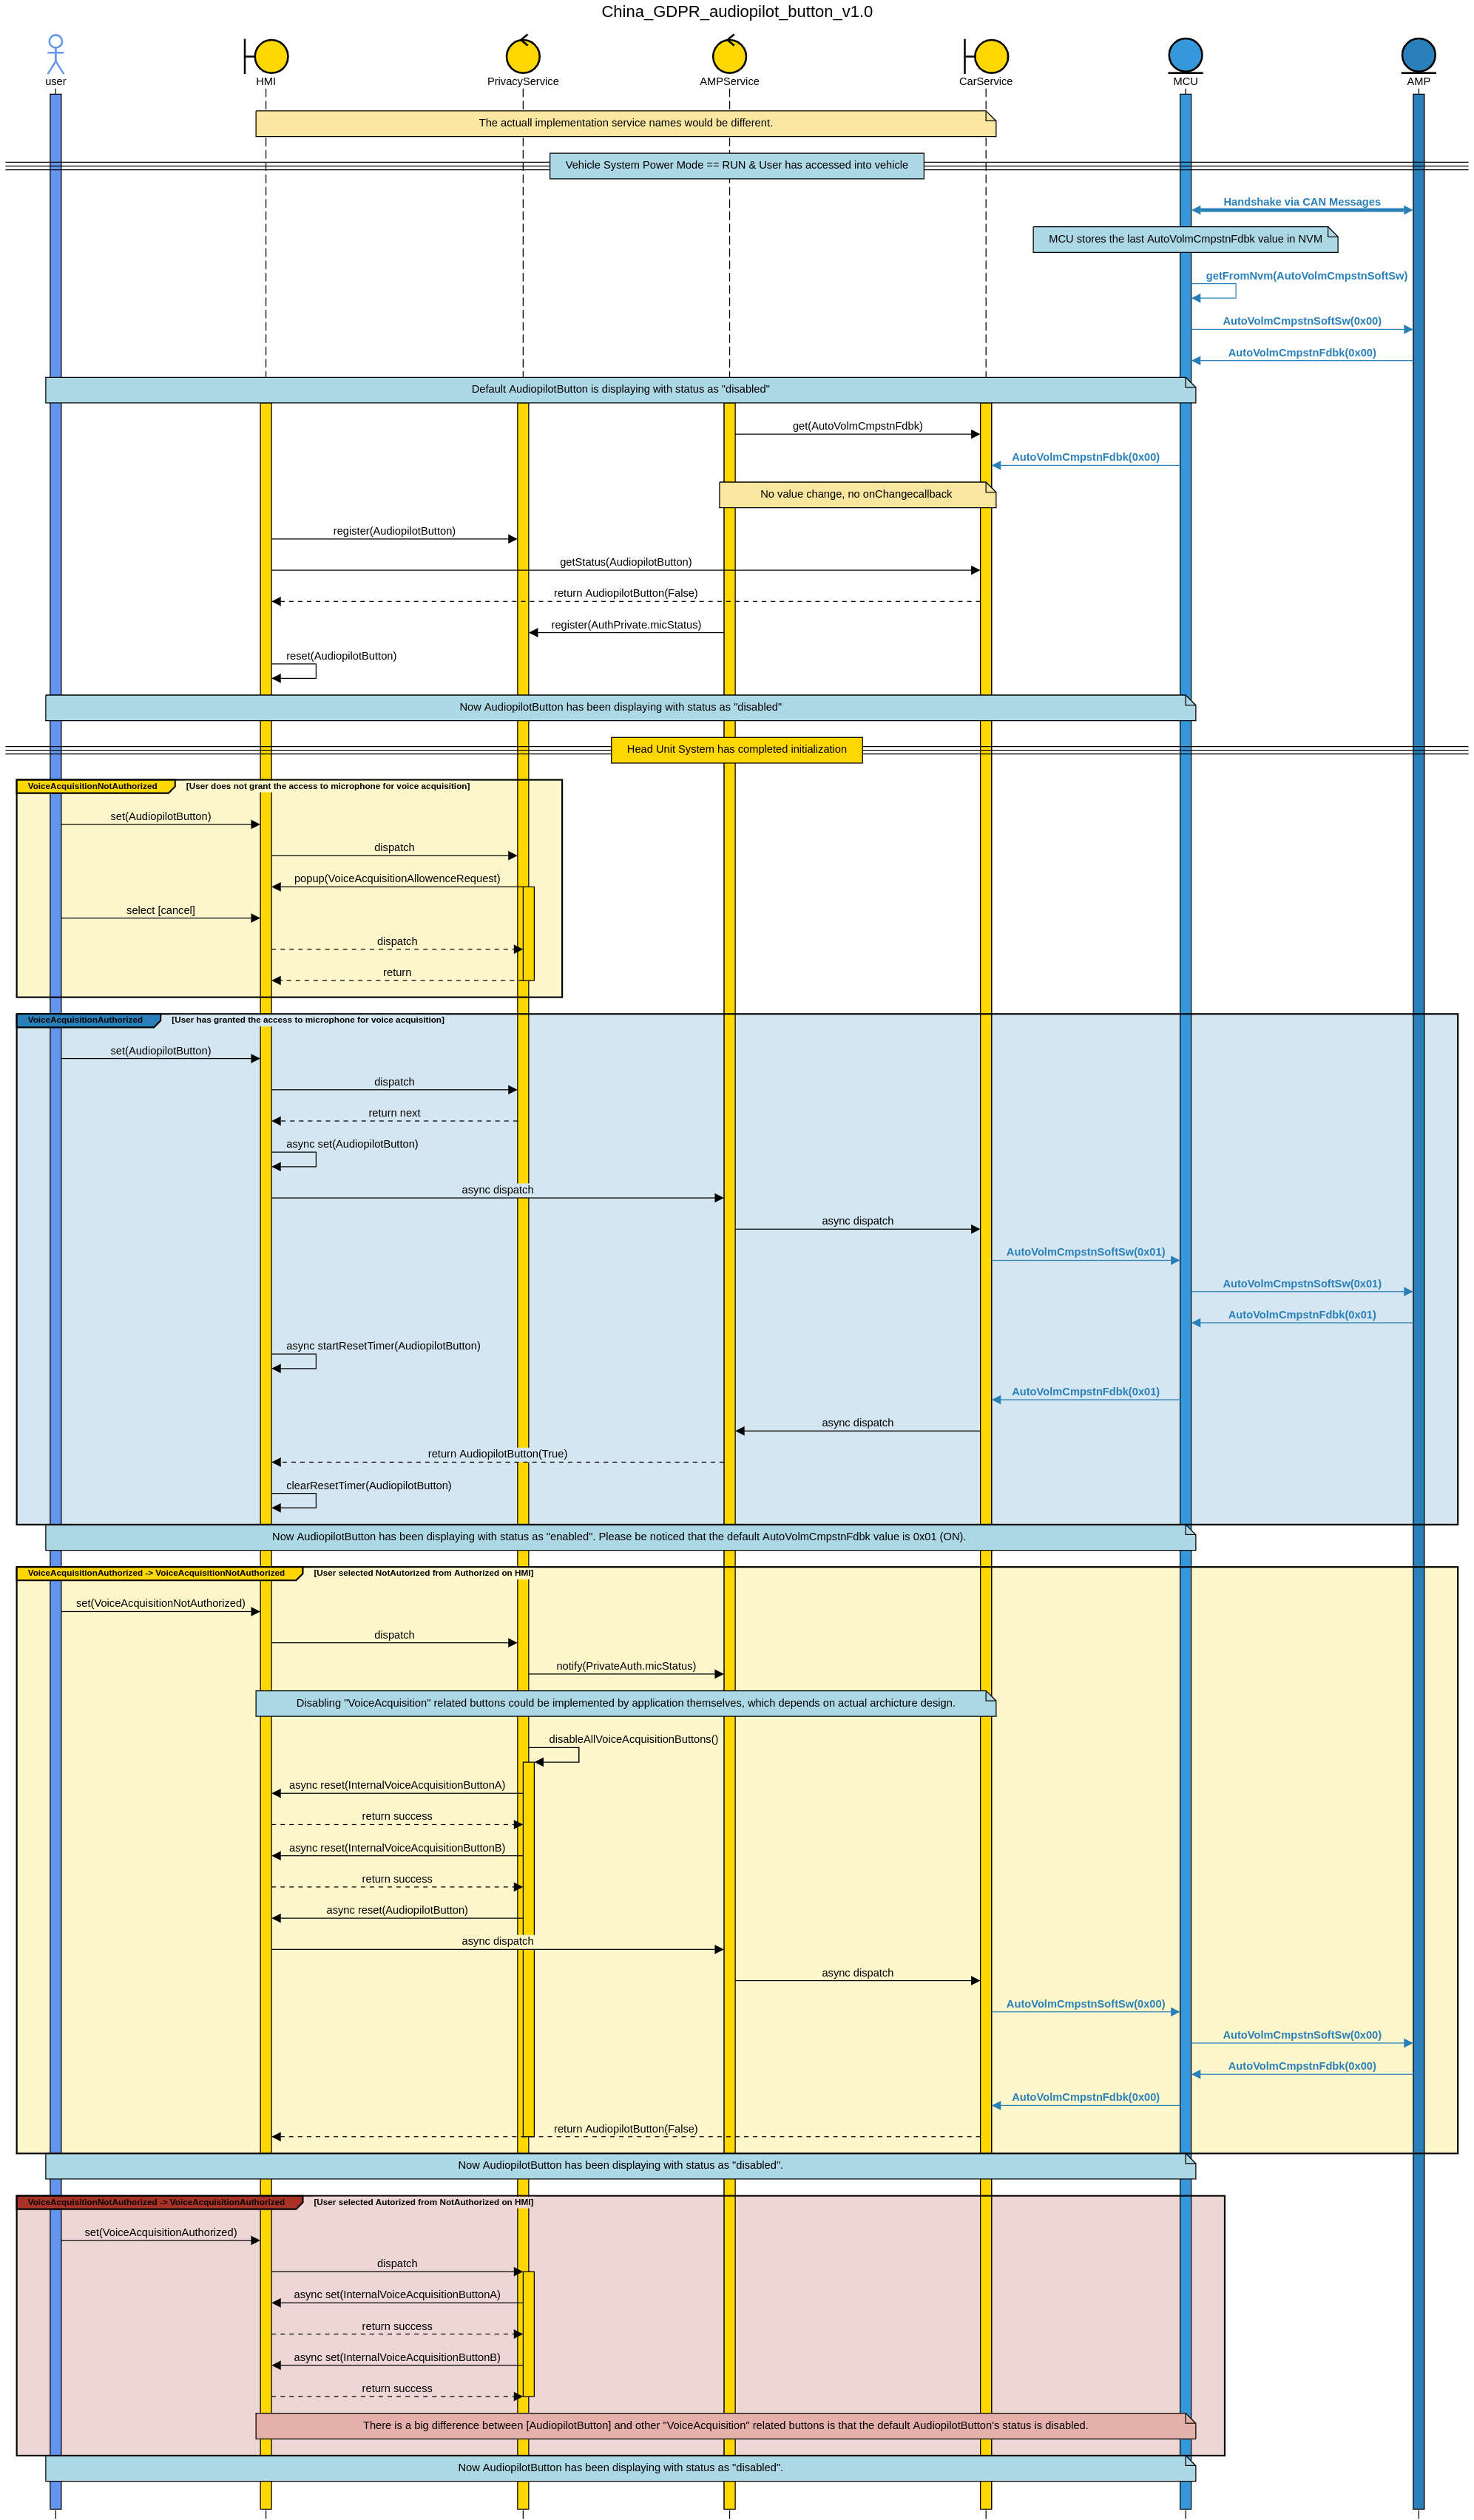 China_GDPR_audiopilot_button_v1.0
user
HMI
PrivacyService
AMPService
CarService
MCU
AMP
The actuall implementation service names would be different.
Vehicle System Power Mode == RUN & User has accessed into vehicle
Handshake via CAN Messages
MCU stores the last AutoVolmCmpstnFdbk value in NVM
getFromNvm(AutoVolmCmpstnSoftSw)
AutoVolmCmpstnSoftSw(0x00)
AutoVolmCmpstnFdbk(0x00)
Default AudiopilotButton is displaying with status as "disabled"
get(AutoVolmCmpstnFdbk)
AutoVolmCmpstnFdbk(0x00)
No value change, no onChangecallback
register(AudiopilotButton)
getStatus(AudiopilotButton)
return AudiopilotButton(False)
register(AuthPrivate.micStatus)
reset(AudiopilotButton)
Now AudiopilotButton has been displaying with status as "disabled"
Head Unit System has completed initialization
VoiceAcquisitionNotAuthorized
[User does not grant the access to microphone for voice acquisition]
set(AudiopilotButton)
dispatch
popup(VoiceAcquisitionAllowenceRequest)
select [cancel]
dispatch
return
VoiceAcquisitionAuthorized
[User has granted the access to microphone for voice acquisition]
set(AudiopilotButton)
dispatch
return next
async set(AudiopilotButton)
async dispatch
async dispatch
AutoVolmCmpstnSoftSw(0x01)
AutoVolmCmpstnSoftSw(0x01)
AutoVolmCmpstnFdbk(0x01)
async startResetTimer(AudiopilotButton)
AutoVolmCmpstnFdbk(0x01)
async dispatch
return AudiopilotButton(True)
clearResetTimer(AudiopilotButton)
Now AudiopilotButton has been displaying with status as "enabled". Please be noticed that the default AutoVolmCmpstnFdbk value is 0x01 (ON).
VoiceAcquisitionAuthorized -> VoiceAcquisitionNotAuthorized
[User selected NotAutorized from Authorized on HMI]
set(VoiceAcquisitionNotAuthorized)
dispatch
notify(PrivateAuth.micStatus)
Disabling "VoiceAcquisition" related buttons could be implemented by application themselves, which depends on actual archicture design.
disableAllVoiceAcquisitionButtons()
async reset(InternalVoiceAcquisitionButtonA)
return success
async reset(InternalVoiceAcquisitionButtonB)
return success
async reset(AudiopilotButton)
async dispatch
async dispatch
AutoVolmCmpstnSoftSw(0x00)
AutoVolmCmpstnSoftSw(0x00)
AutoVolmCmpstnFdbk(0x00)
AutoVolmCmpstnFdbk(0x00)
return AudiopilotButton(False)
Now AudiopilotButton has been displaying with status as "disabled".
VoiceAcquisitionNotAuthorized -> VoiceAcquisitionAuthorized
[User selected Autorized from NotAuthorized on HMI]
set(VoiceAcquisitionAuthorized)
dispatch
async set(InternalVoiceAcquisitionButtonA)
return success
async set(InternalVoiceAcquisitionButtonB)
return success
There is a big difference between [AudiopilotButton] and other "VoiceAcquisition" related buttons is that the default AudiopilotButton's status is disabled.
Now AudiopilotButton has been displaying with status as "disabled".